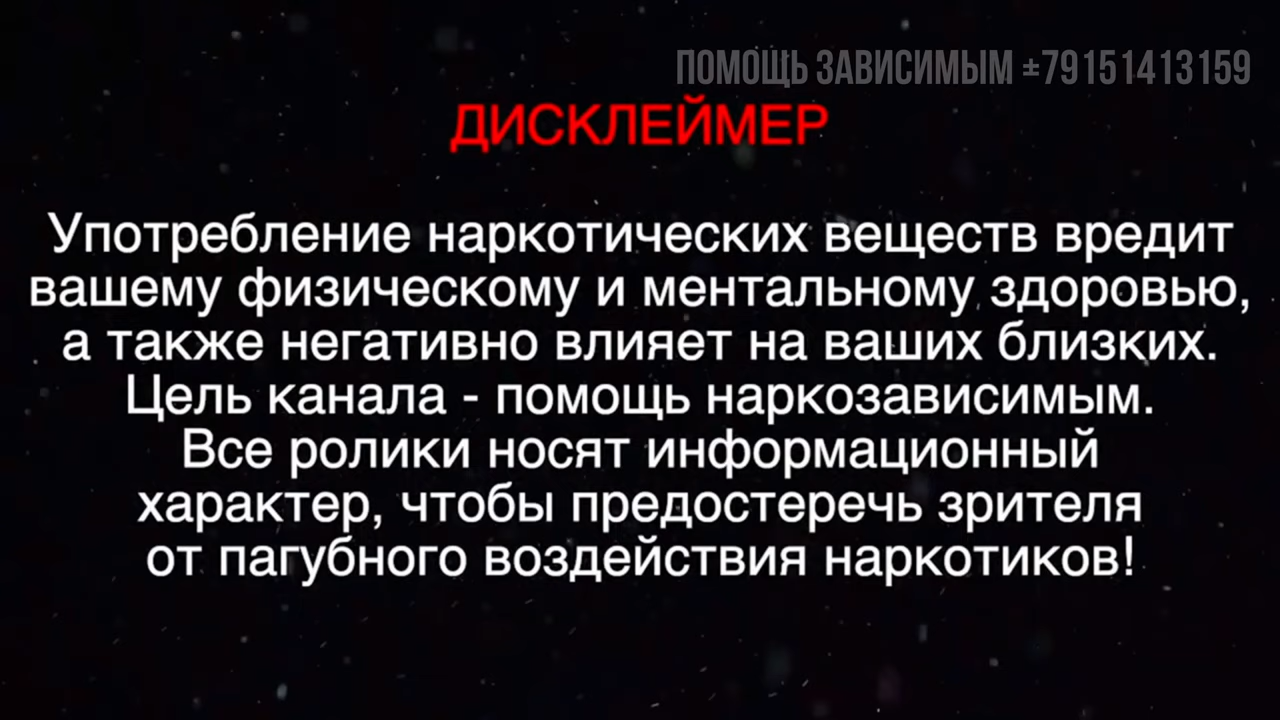 ПОМОЩЬ ЗАВИСИМЫМ +79151413159
ДИСКЛЕЙМЕР
Употребление наркотических веществ вредит
вашему физическому и ментальному здоровью,
а также негативно влияет на ваших близких.
Цель канала - помощь наркозависимым.
Все ролики носят информационный
характер, чтобы предостеречь зрителя
от пагубного воздействия наркотиков!